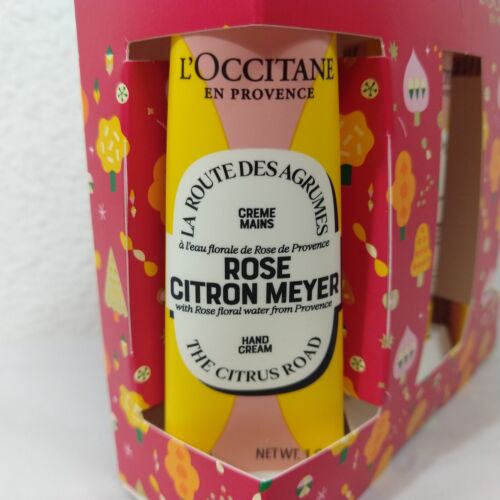 L'OCCITANE
EN PROVENCE
LA ROUTE DES AGRUMES
CREME
MAINS
à l'eau florale de Rose de Provence
ROSE
CITRON MEYER
with Rose floral water from Provence
HAND
CREAM
THE CITRUS ROAD
NET WT.